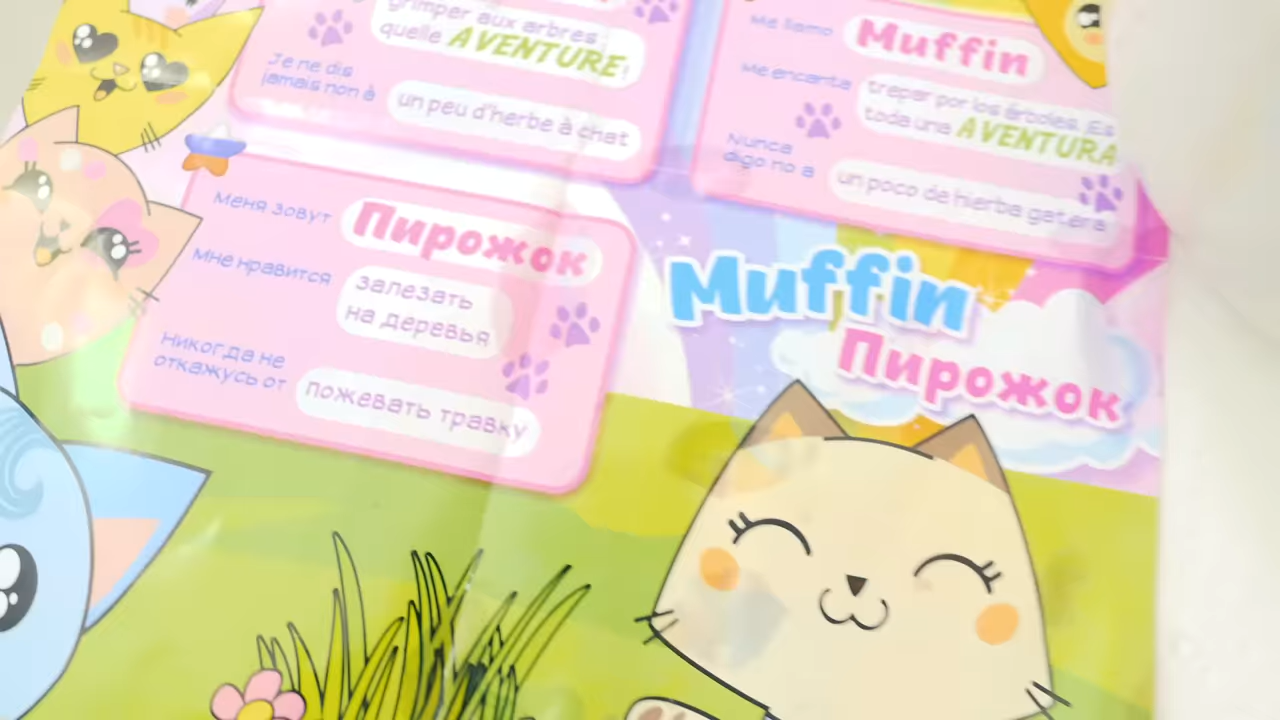 grimper aux arbres,
quelle AVENTURE!
Je ne dis
jamais non à
un peu d'herbe à chat
Me llamo
Muffin
Me encanta
trepar por los árboles. ¡Es
toda una AVENTURA
Nunca
digo no a
un poco de hierba gatera
Меня зовут
Пирожок
Мне нравится
залезать
на деревья
Никогда не
откажусь от
пожевать травку
Muffin
Пирожок